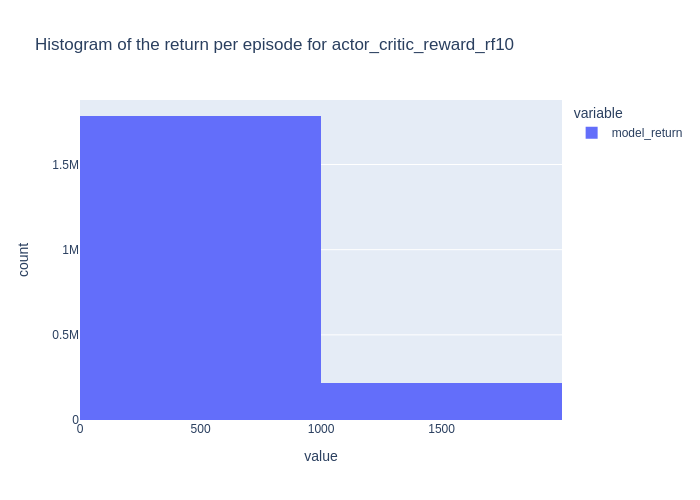 Histogram of the return per episode for actor_critic_reward_rf10
variable
model_return
1.5M
1M
0.5M
0
count
0 500 1000 1500
value